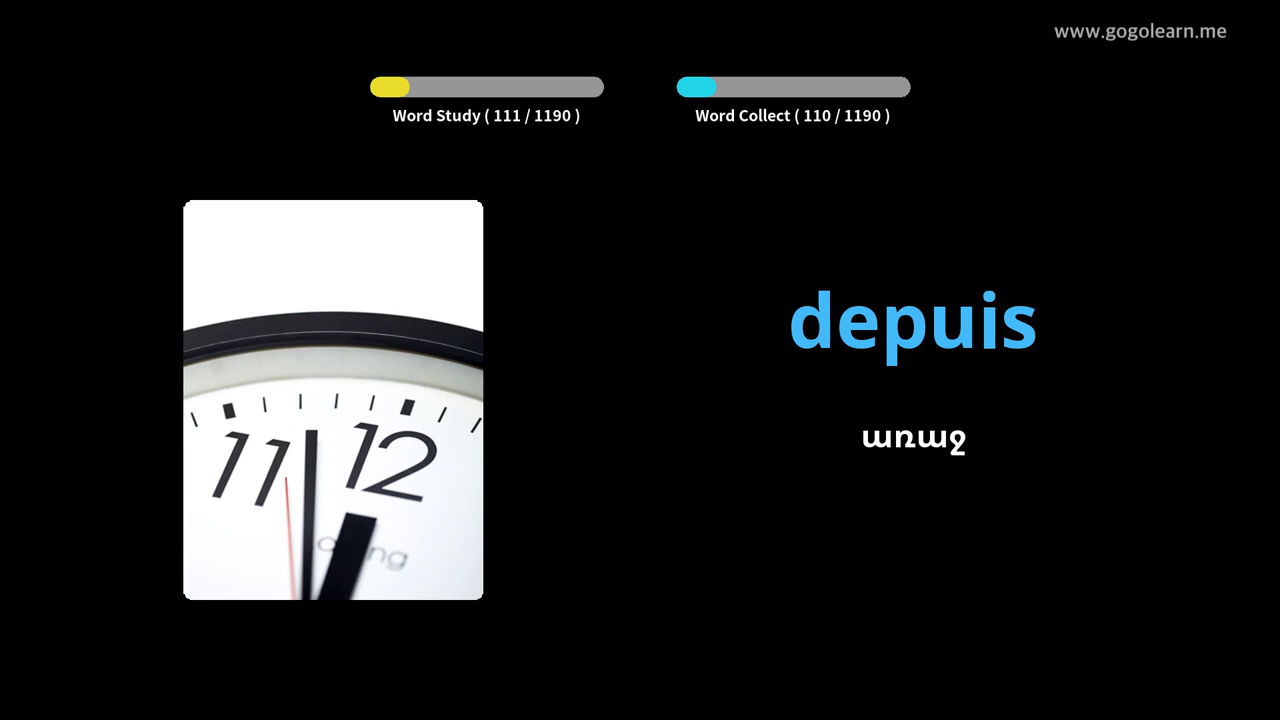 www.gogolearn.me
Word Study ( 111 / 1190 )
Word Collect ( 110 / 1190 )
11 12
depuis
առաջ